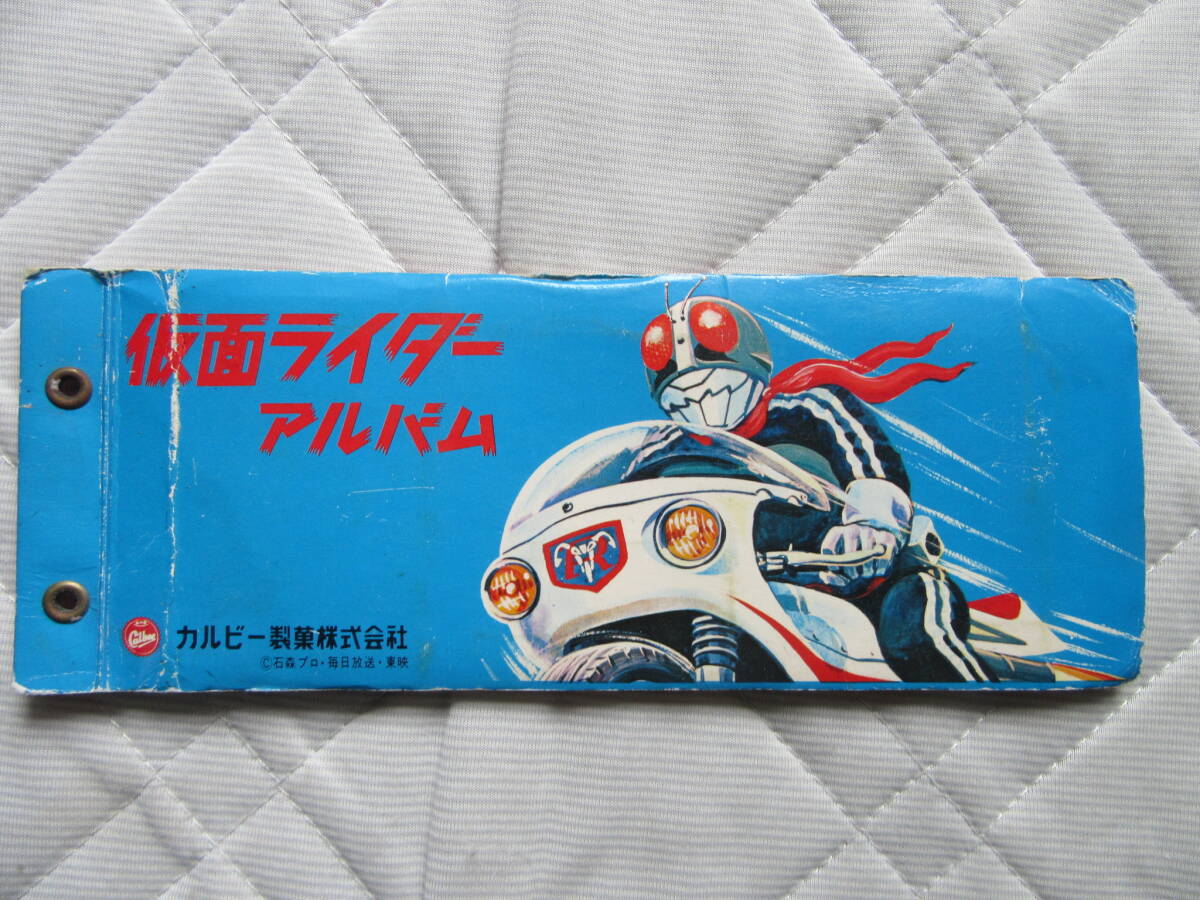 仮面ライダー
アルバム
Calbee
カルビー製菓株式会社
©石森プロ・毎日放送・東映